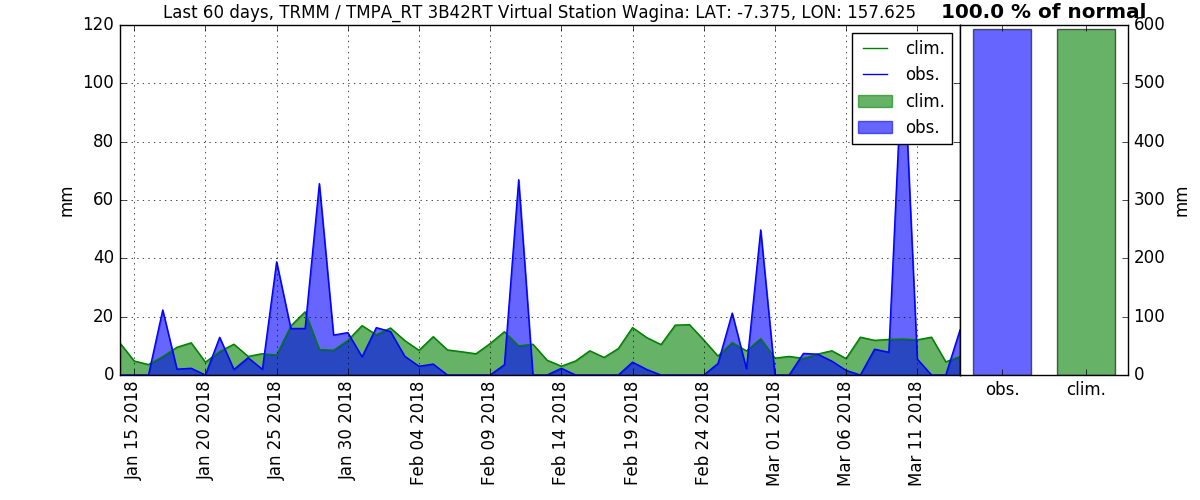 Last 60 days, TRMM / TMPA_RT 3B42RT Virtual Station Wagina: LAT: -7.375, LON: 157.625
100.0 % of normal
120
100
80
60
40
20
0
mm
clim.
obs.
clim.
obs.
600
500
400
300
200
100
0
mm
obs.
clim.
Jan 15 2018
Jan 20 2018
Jan 25 2018
Jan 30 2018
Feb 04 2018
Feb 09 2018
Feb 14 2018
Feb 19 2018
Feb 24 2018
Mar 01 2018
Mar 06 2018
Mar 11 2018